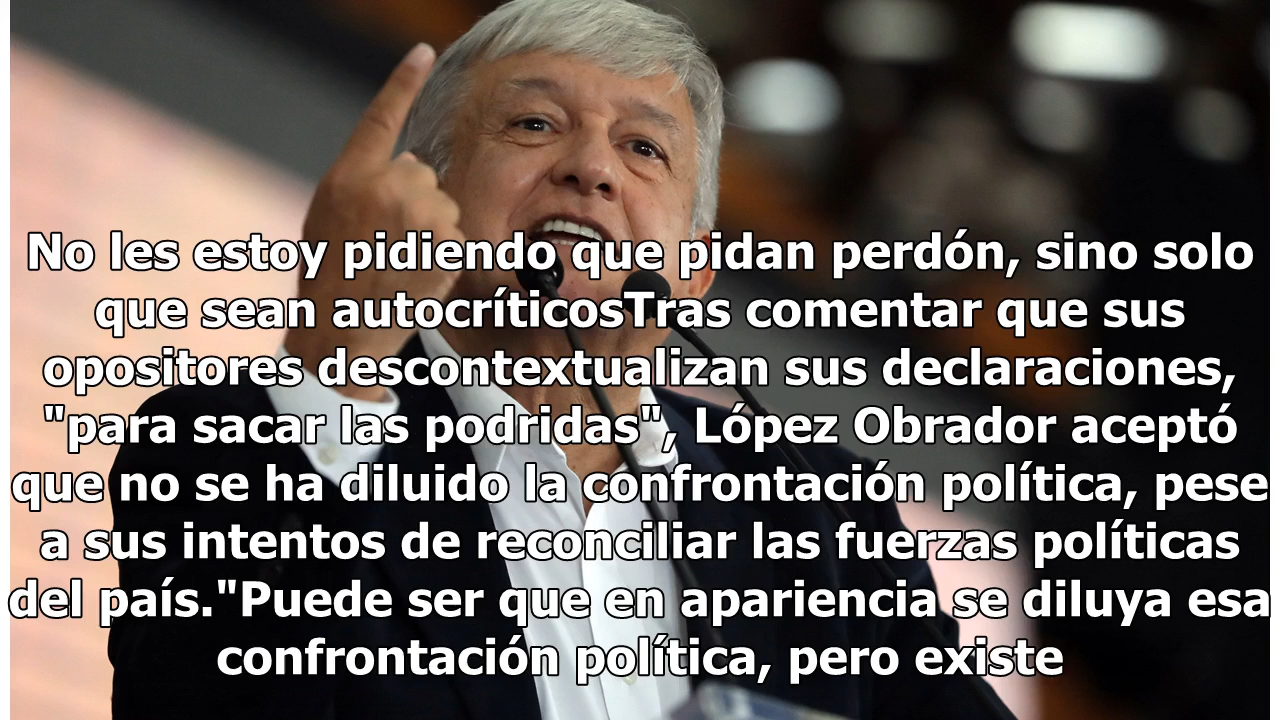 No les estoy pidiendo que pidan perdón, sino solo
que sean autocríticosTras comentar que sus
opositores descontextualizan sus declaraciones,
"para sacar las podridas", López Obrador aceptó
que no se ha diluido la confrontación política, pese
a sus intentos de reconciliar las fuerzas políticas
del país."Puede ser que en apariencia se diluya esa
confrontación política, pero existe